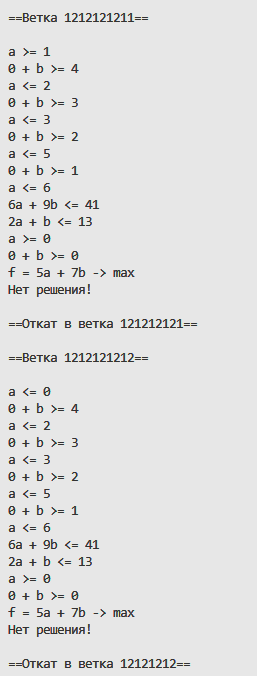 ==Ветка 1212121211==
a >= 1
0 + b >= 4
a <= 2
0 + b >= 3
a <= 3
0 + b >= 2
a <= 5
0 + b >= 1
a <= 6
6a + 9b <= 41
2a + b <= 13
a >= 0
0 + b >= 0
f = 5a + 7b -> max
Нет решения!
==Откат в ветка 121212121==
==Ветка 1212121212==
a <= 0
0 + b >= 4
a <= 2
0 + b >= 3
a <= 3
0 + b >= 2
a <= 5
0 + b >= 1
a <= 6
6a + 9b <= 41
2a + b <= 13
a >= 0
0 + b >= 0
f = 5a + 7b -> max
Нет решения!
==Откат в ветка 12121212==